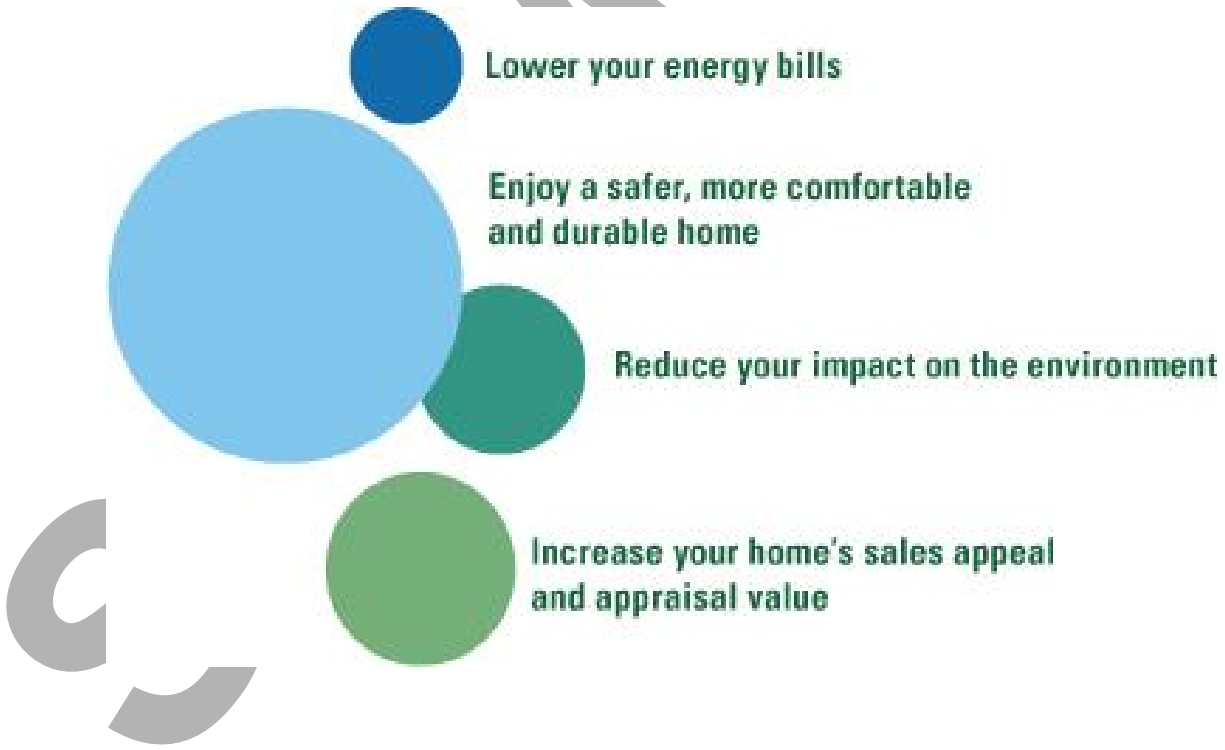 Lower your energy bills
Enjoy a safer, more comfortable
and durable home
Reduce your impact on the environment
Increase your home's sales appeal
and appraisal value